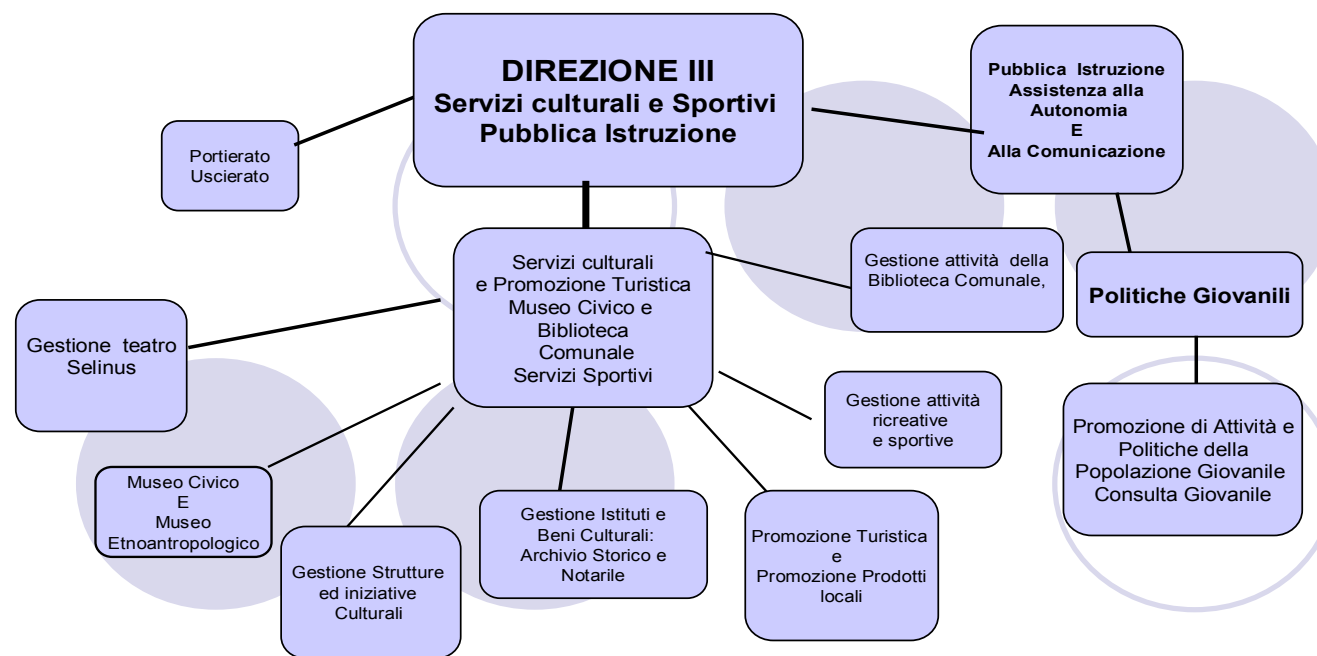 DIREZIONE III
Servizi culturali e Sportivi
Pubblica Istruzione
Pubblica Istruzione
Assistenza alla
Autonomia
E
Alla Comunicazione
Portierato
Uscierato
Servizi culturali
e Promozione Turistica
Museo Civico e
Biblioteca
Comunale
Servizi Sportivi
Gestione attività della
Biblioteca Comunale,
Politiche Giovanili
Gestione teatro
Selinus
Gestione attività
ricreative
e sportive
Promozione di Attività e
Politiche della
Popolazione Giovanile
Consulta Giovanile
Museo Civico
E
Museo
Etnoantropologico
Gestione Strutture
ed iniziative
Culturali
Gestione Istituti e
Beni Culturali:
Archivio Storico e
Notarile
Promozione Turistica
e
Promozione Prodotti
locali